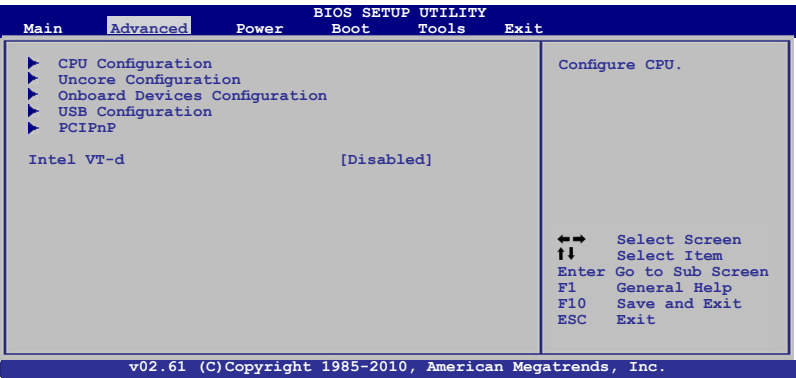 BIOS SETUP UTILITY
Main Advanced Power Boot Tools Exit
CPU Configuration
Uncore Configuration
Onboard Devices Configuration
USB Configuration
PCIPnP
Intel VT-d [Disabled]
Configure CPU.
Select Screen
Select Item
Enter Go to Sub Screen
F1 General Help
F10 Save and Exit
ESC Exit
v02.61 (C)Copyright 1985-2010, American Megatrends, Inc.